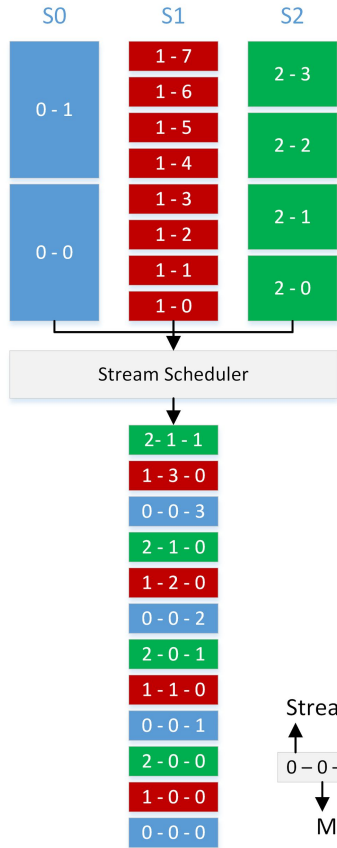 S0 S1 S2
1 - 7
2 - 3
1 - 6
0 - 1
1 - 5
2 - 2
1 - 4
1 - 3
2 - 1
1 - 2
0 - 0
1 - 1
2 - 0
1 - 0
Stream Scheduler
2 - 1 - 1
1 - 3 - 0
0 - 0 - 3
2 - 1 - 0
1 - 2 - 0
0 - 0 - 2
2 - 0 - 1
1 - 1 - 0
0 - 0 - 1
2 - 0 - 0
1 - 0 - 0
0 - 0 - 0
Strea
0 – 0 -
M